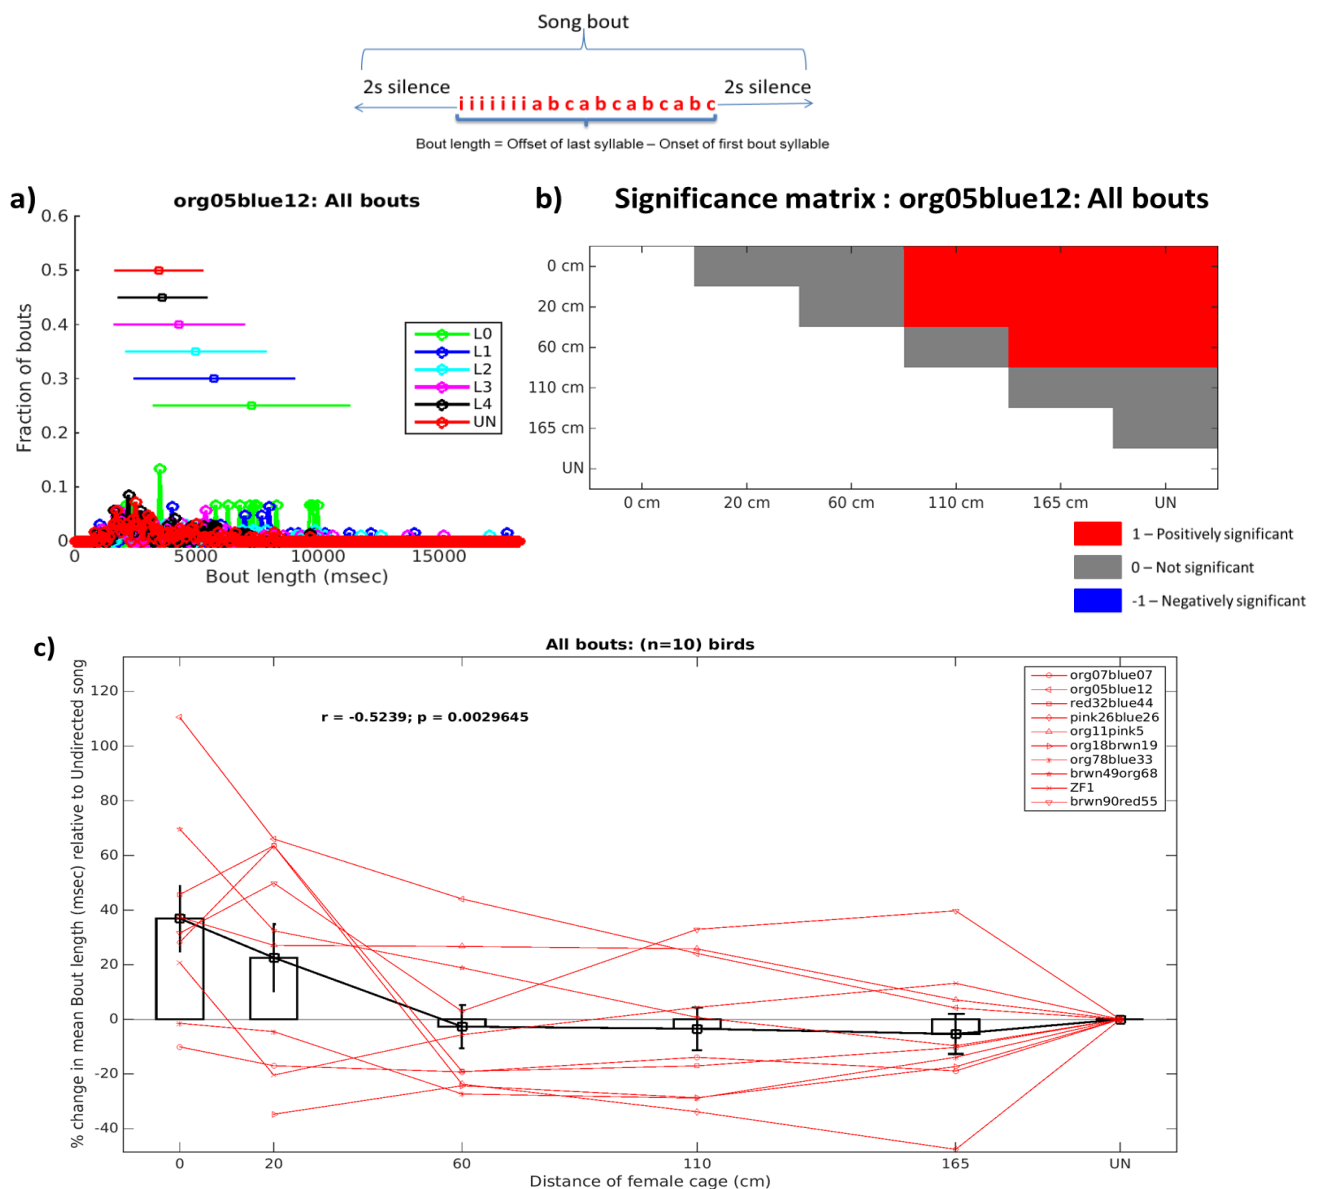 Song bout
2s silence
2s silence
i i i i i i i a b c a b c a b c a b c
Bout length = Offset of last syllable – Onset of first bout syllable
a)
org05blue12: All bouts
Fraction of bouts
0.6
0.5
0.4
0.3
0.2
0.1
0
0
5000
10000
15000
Bout length (msec)
L0
L1
L2
L3
L4
UN
b)
Significance matrix : org05blue12: All bouts
0 cm
20 cm
60 cm
110 cm
165 cm
UN
0 cm
20 cm
60 cm
110 cm
165 cm
UN
1 – Positively significant
0 – Not significant
-1 – Negatively significant
c)
All bouts: (n=10) birds
% change in mean Bout length (msec) relative to Undirected song
120
100
80
60
40
20
0
-20
-40
r = -0.5239; p = 0.0029645
org07blue07
org05blue12
red32blue44
pink26blue26
org11pink5
org18brwn19
org78blue33
brwn49org68
ZF1
brwn90red55
0
20
60
110
165
UN
Distance of female cage (cm)